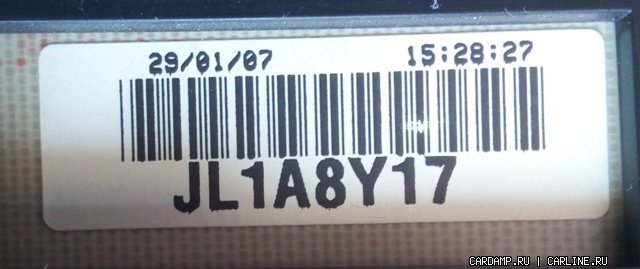 29/01/07 15:28:27
JL1A8Y17
CARDAMP.RU | CARLINE.RU